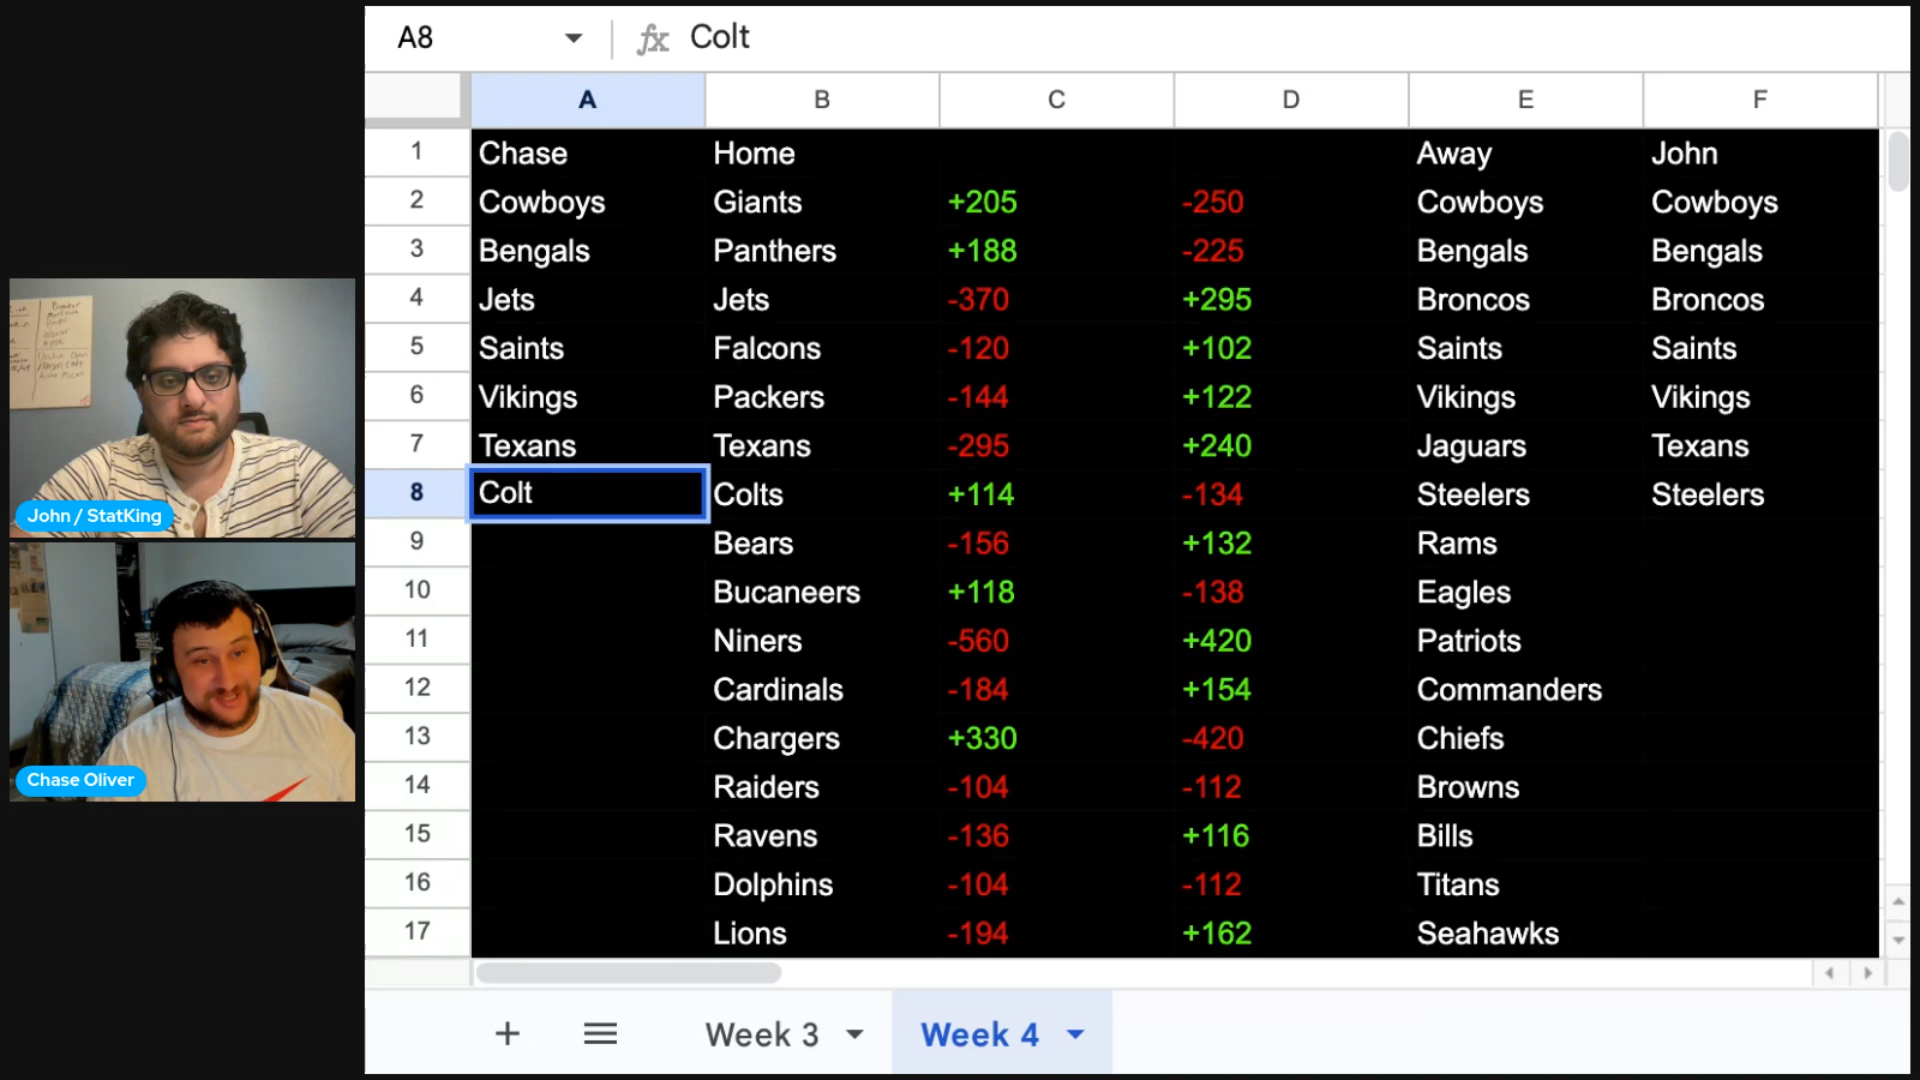 A8 fx Colt
A B C D E F
1 Chase Home Away John
2 Cowboys Giants +205 -250 Cowboys Cowboys
3 Bengals Panthers +188 -225 Bengals Bengals
4 Jets Jets -370 +295 Broncos Broncos
5 Saints Falcons -120 +102 Saints Saints
6 Vikings Packers -144 +122 Vikings Vikings
7 Texans Texans -295 +240 Jaguars Texans
8 Colt Colts +114 -134 Steelers Steelers
9 Bears -156 +132 Rams
10 Bucaneers +118 -138 Eagles
11 Niners -560 +420 Patriots
12 Cardinals -184 +154 Commanders
13 Chargers +330 -420 Chiefs
14 Raiders -104 -112 Browns
15 Ravens -136 +116 Bills
16 Dolphins -104 -112 Titans
17 Lions -194 +162 Seahawks
Week 3 Week 4
John / StatKing
Chase Oliver